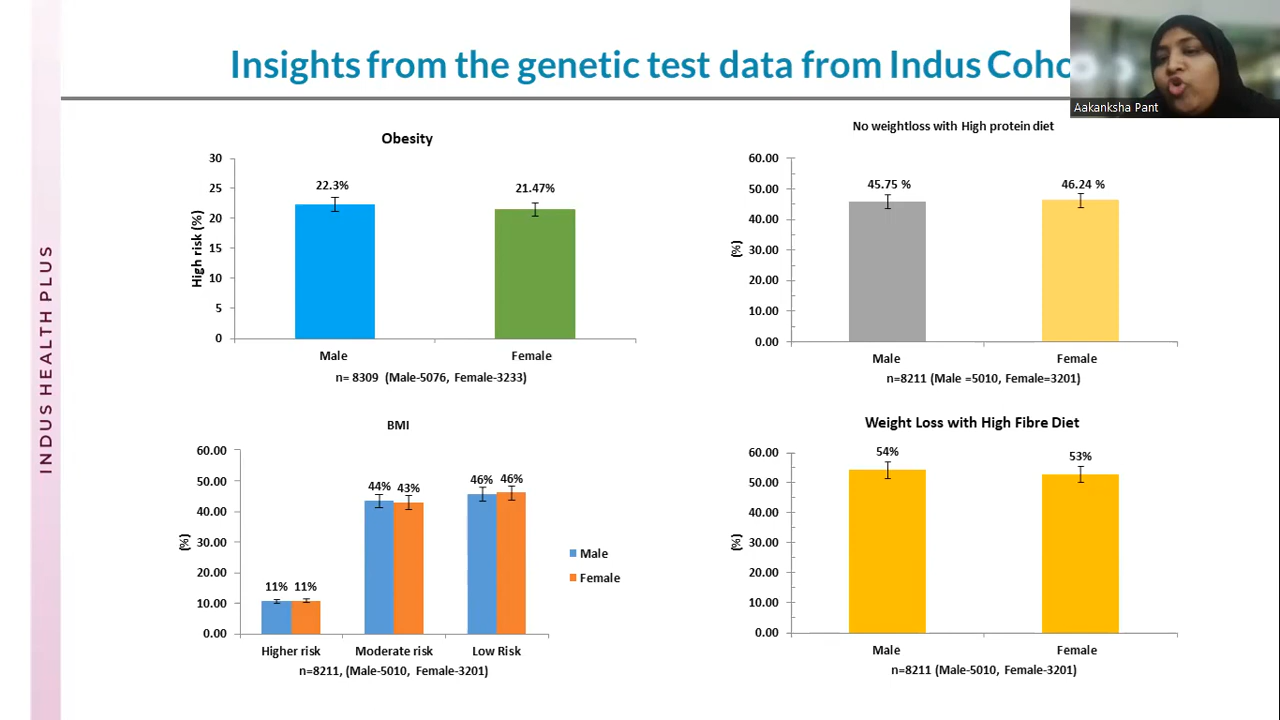 Insights from the genetic test data from Indus Coho
Aakanksha Pant
INDUS HEALTH PLUS
Obesity
High risk (%)
30
25
20
15
10
5
0
22.3%
21.47%
Male
Female
n= 8309 (Male-5076, Female-3233)
No weightloss with High protein diet
(%)
60.00
50.00
40.00
30.00
20.00
10.00
0.00
45.75 %
46.24 %
Male
Female
n=8211 (Male =5010, Female=3201)
BMI
(%)
60.00
50.00
40.00
30.00
20.00
10.00
0.00
11% 11%
44% 43%
46% 46%
Higher risk
Moderate risk
Low Risk
Male
Female
n=8211, (Male-5010, Female-3201)
Weight Loss with High Fibre Diet
(%)
60.00
50.00
40.00
30.00
20.00
10.00
0.00
54%
53%
Male
Female
n=8211 (Male-5010, Female-3201)